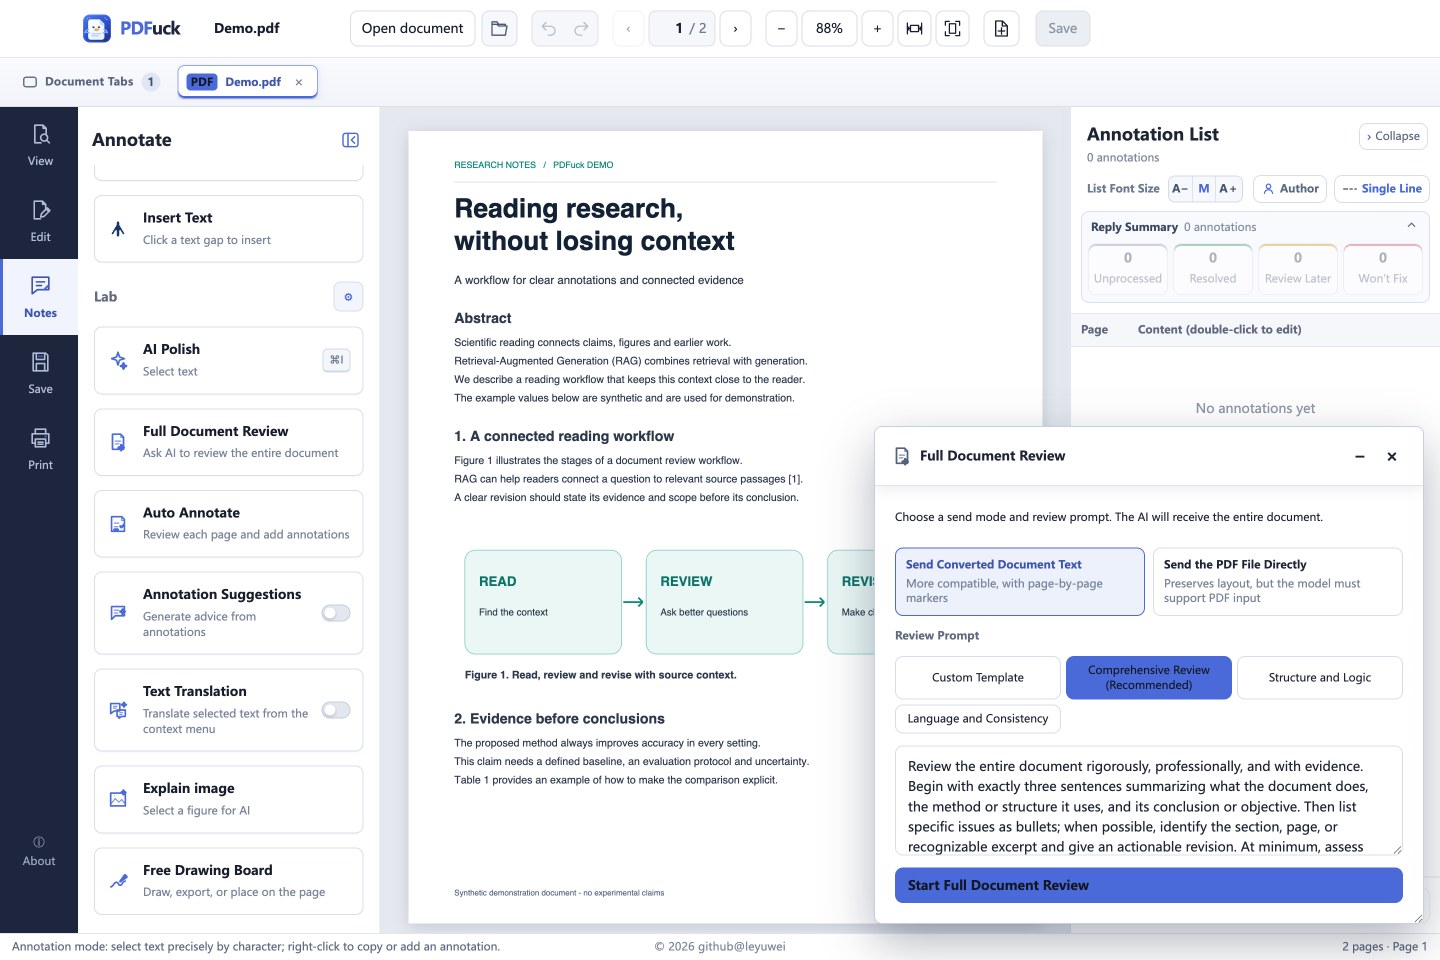 PDFuck
Demo.pdf
Open document
1 / 2
88%
Save
Document Tabs 1
PDF Demo.pdf ×
View
Edit
Notes
Save
Print
About
Annotate
Insert Text
Click a text gap to insert
Lab
AI Polish
Select text
⌘I
Full Document Review
Ask AI to review the entire document
Auto Annotate
Review each page and add annotations
Annotation Suggestions
Generate advice from
annotations
Text Translation
Translate selected text from the
context menu
Explain image
Select a figure for AI
Free Drawing Board
Draw, export, or place on the page
RESEARCH NOTES / PDFuck DEMO
Reading research,
without losing context
A workflow for clear annotations and connected evidence
Abstract
Scientific reading connects claims, figures and earlier work.
Retrieval-Augmented Generation (RAG) combines retrieval with generation.
We describe a reading workflow that keeps this context close to the reader.
The example values below are synthetic and are used for demonstration.
1. A connected reading workflow
Figure 1 illustrates the stages of a document review workflow.
RAG can help readers connect a question to relevant source passages [1].
A clear revision should state its evidence and scope before its conclusion.
READ
Find the context
REVIEW
Ask better questions
REVIS
Make cl
Figure 1. Read, review and revise with source context.
2. Evidence before conclusions
The proposed method always improves accuracy in every setting.
This claim needs a defined baseline, an evaluation protocol and uncertainty.
Table 1 provides an example of how to make the comparison explicit.
Synthetic demonstration document - no experimental claims
Annotation List
› Collapse
0 annotations
List Font Size A− M A+ Author Single Line
Reply Summary 0 annotations
0 Unprocessed
0 Resolved
0 Review Later
0 Won't Fix
Page Content (double-click to edit)
No annotations yet
Full Document Review
Choose a send mode and review prompt. The AI will receive the entire document.
Send Converted Document Text
More compatible, with page-by-page
markers
Send the PDF File Directly
Preserves layout, but the model must
support PDF input
Review Prompt
Custom Template
Comprehensive Review
(Recommended)
Structure and Logic
Language and Consistency
Review the entire document rigorously, professionally, and with evidence.
Begin with exactly three sentences summarizing what the document does,
the method or structure it uses, and its conclusion or objective. Then list
specific issues as bullets; when possible, identify the section, page, or
recognizable excerpt and give an actionable revision. At minimum, assess
Start Full Document Review
Annotation mode: select text precisely by character; right-click to copy or add an annotation.
© 2026 github@leyuwei
2 pages · Page 1